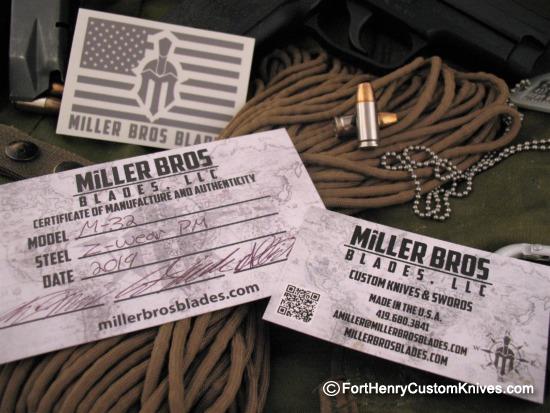 MiLLER BROS BLADES
MiLLER BROS
BLADES, LLC
CERTIFICATE OF MANUFACTURE AND AUTHENTICITY
MODEL M-32
STEEL Z-Wear PM
DATE 2019
millerbrosblades.com
MiLLER BROS
BLADES, LLC
CUSTOM KNIVES & SWORDS
MADE IN THE U.S.A.
419.680.3841
AMILLER@MILLERBROSBLADES.COM
MILLERBROSBLADES.COM
© FortHenryCustomKnives.com